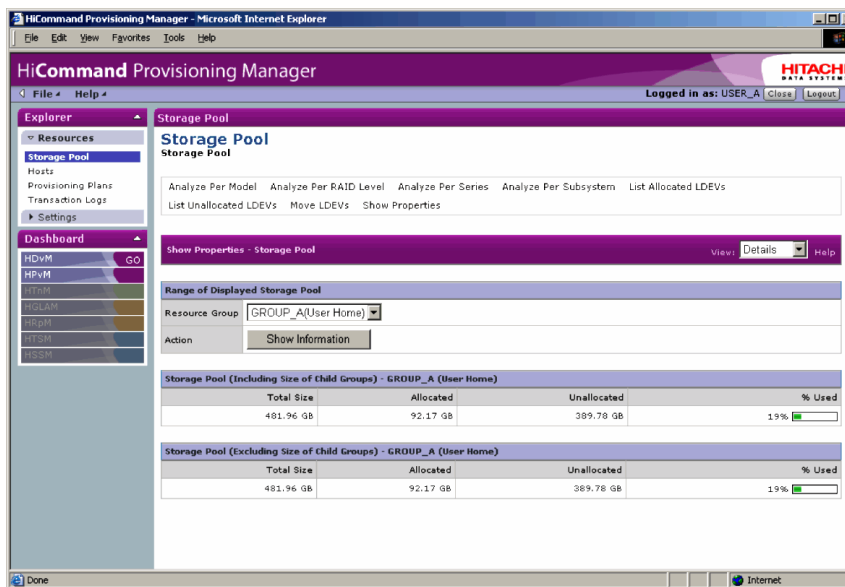 HiCommand Provisioning Manager - Microsoft Internet Explorer
File Edit View Favorites Tools Help
HiCommand Provisioning Manager
HITACHI
DATA SYSTEMS
File Help
Logged in as: USER_A Close Logout
Explorer
Resources
Storage Pool
Hosts
Provisioning Plans
Transaction Logs
Settings
Dashboard
HDvM GO
HPvM
HTnM
HGLAM
HRpM
HTSM
HSSM
Storage Pool
Storage Pool
Storage Pool
Analyze Per Model Analyze Per RAID Level Analyze Per Series Analyze Per Subsystem List Allocated LDEVs
List Unallocated LDEVs Move LDEVs Show Properties
Show Properties - Storage Pool View: Details Help
Range of Displayed Storage Pool
Resource Group GROUP_A(User Home)
Action Show Information
Storage Pool (Including Size of Child Groups) - GROUP_A (User Home)
Total Size Allocated Unallocated % Used
481.96 GB 92.17 GB 389.78 GB 19%
Storage Pool (Excluding Size of Child Groups) - GROUP_A (User Home)
Total Size Allocated Unallocated % Used
481.96 GB 92.17 GB 389.78 GB 19%
Done Internet